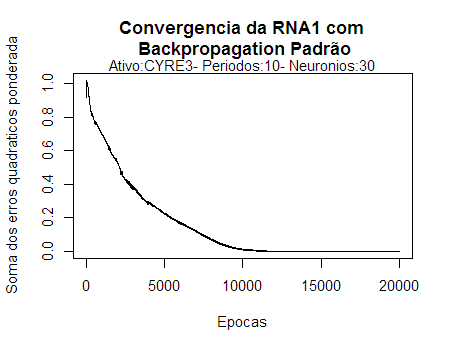 Convergencia da RNA1 com
Backpropagation Padrão
Ativo:CYRE3- Periodos:10- Neuronios:30
Soma dos erros quadraticos ponderada
1.0
0.8
0.6
0.4
0.2
0.0
0 5000 10000 15000 20000
Epocas